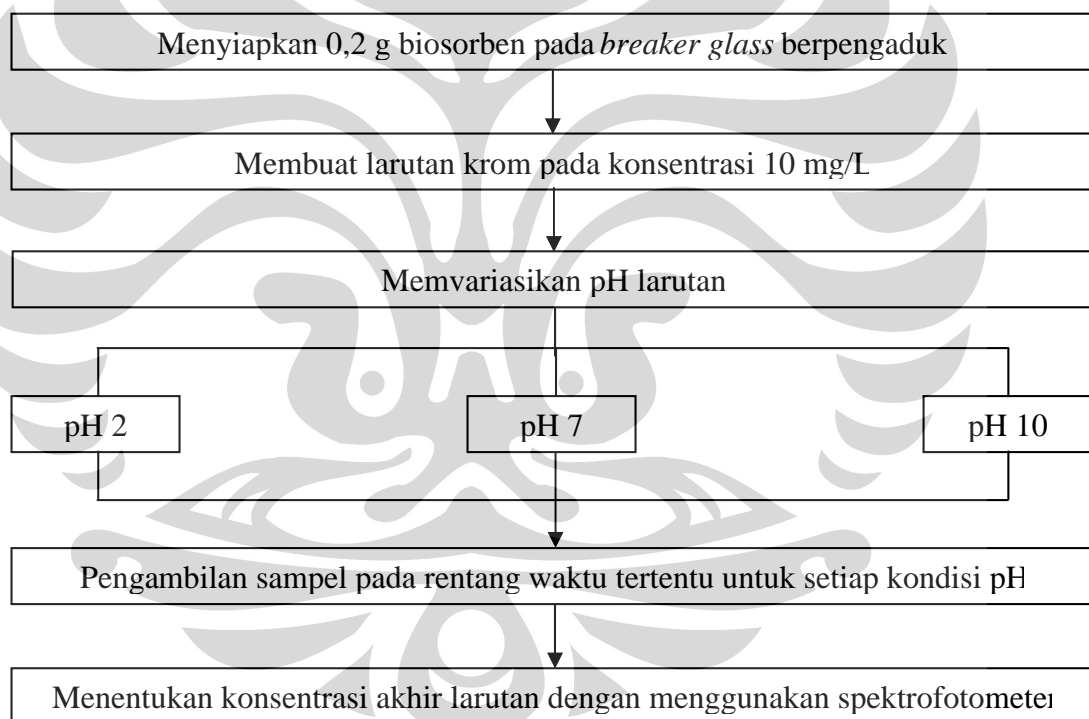 Menyiapkan 0,2 g biosorben pada breaker glass berpengaduk
Membuat larutan krom pada konsentrasi 10 mg/L
Memvariasikan pH larutan
pH 2 pH 7 pH 10
Pengambilan sampel pada rentang waktu tertentu untuk setiap kondisi pH
Menentukan konsentrasi akhir larutan dengan menggunakan spektrofotometer